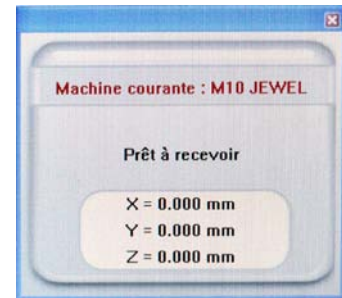 Machine courante : M10 JEWEL
Prêt à recevoir
X = 0.000 mm
Y = 0.000 mm
Z = 0.000 mm